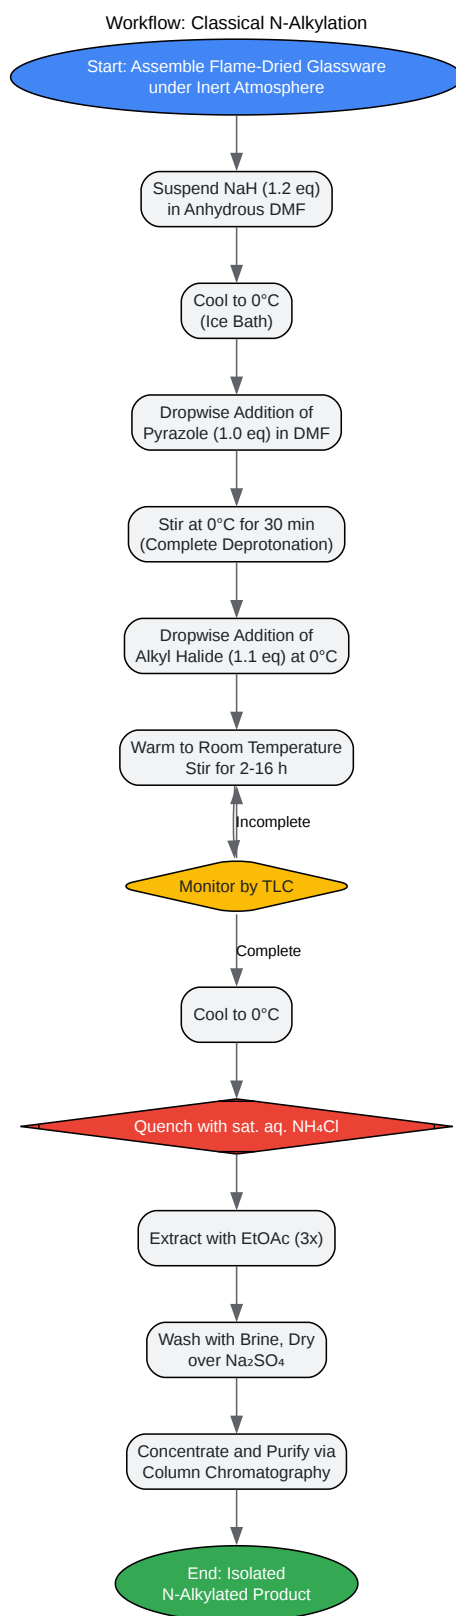 Workflow: Classical N-Alkylation
Start: Assemble Flame-Dried Glassware
under Inert Atmosphere
Suspend NaH (1.2 eq)
in Anhydrous DMF
Cool to 0°C
(Ice Bath)
Dropwise Addition of
Pyrazole (1.0 eq) in DMF
Stir at 0°C for 30 min
(Complete Deprotonation)
Dropwise Addition of
Alkyl Halide (1.1 eq) at 0°C
Warm to Room Temperature
Stir for 2-16 h
Incomplete
Monitor by TLC
Complete
Cool to 0°C
Quench with sat. aq. NH₄Cl
Extract with EtOAc (3x)
Wash with Brine, Dry
over Na₂SO₄
Concentrate and Purify via
Column Chromatography
End: Isolated
N-Alkylated Product